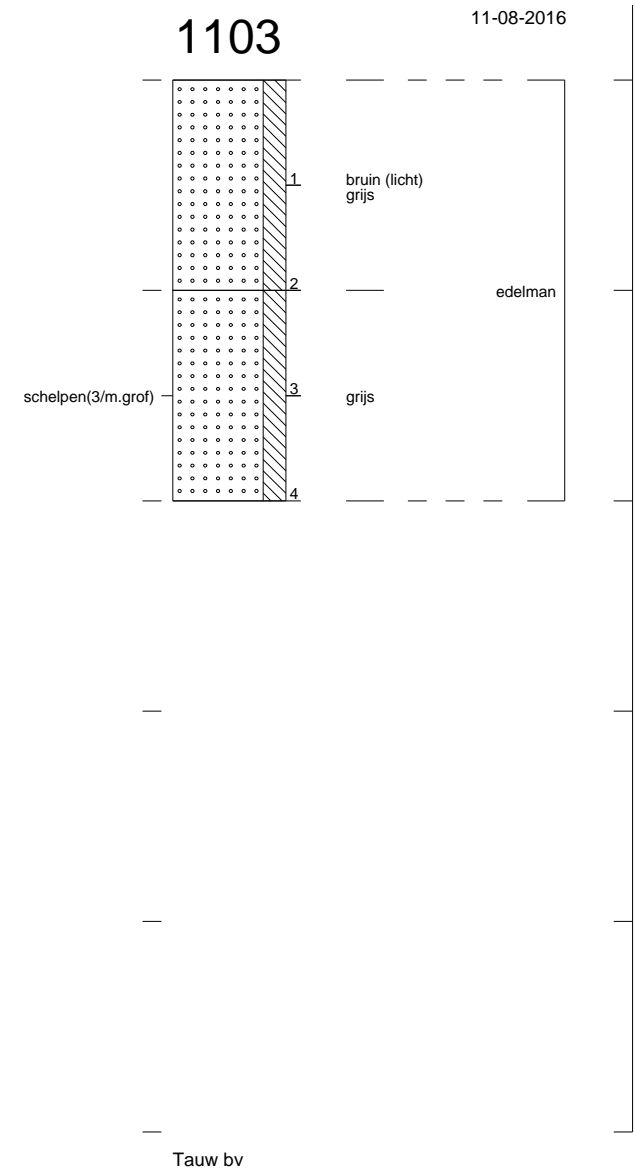 11-08-2016
1103
1
bruin (licht)
grijs
2
edelman
schelpen(3/m.grof)
3
grijs
4
Tauw bv